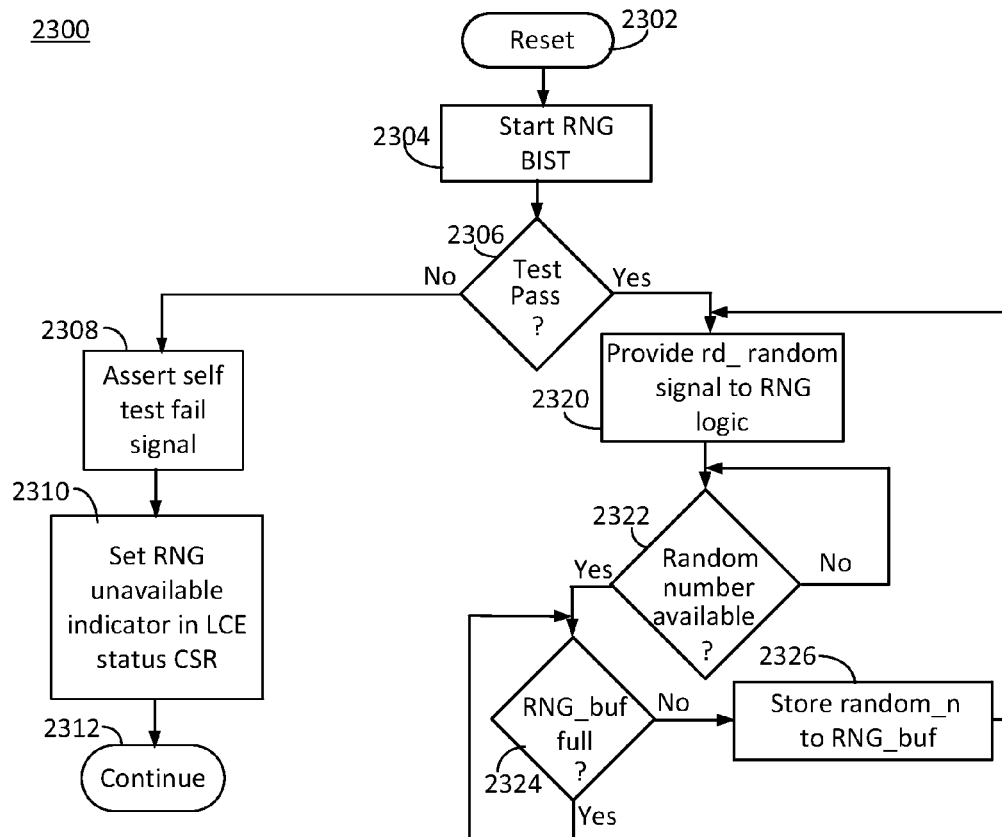 2300
Reset
2302
2304
Start RNG
BIST
2306
Test
Pass
?
No
Yes
2308
Assert self
test fail
signal
2310
Set RNG
unavailable
indicator in LCE
status CSR
2312
Continue
Provide rd_ random
signal to RNG
logic
2320
2322
Random
number
available
?
Yes
No
RNG_buf
full
?
2324
No
Yes
2326
Store random_n
to RNG_buf